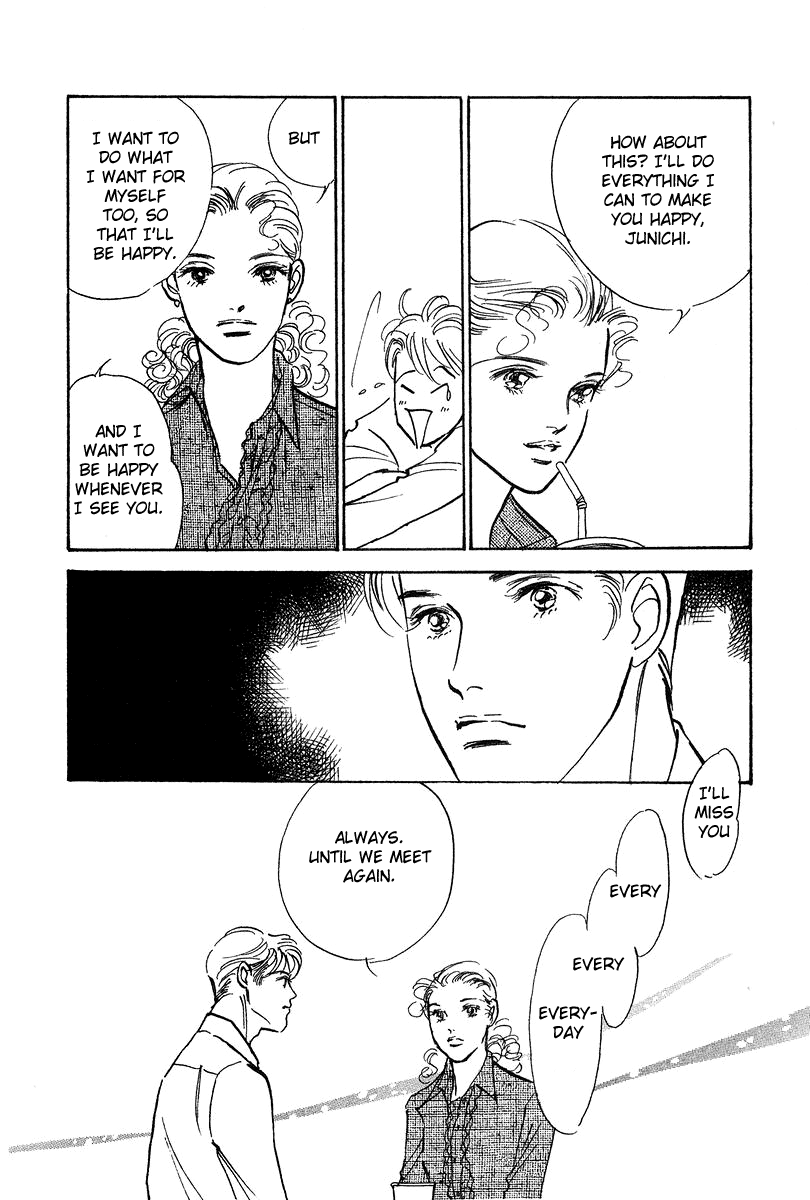 HOW ABOUT
THIS? I'LL DO
EVERYTHING I
CAN TO MAKE
YOU HAPPY,
JUNICHI.
BUT
I WANT TO
DO WHAT
I WANT FOR
MYSELF
TOO, SO
THAT I'LL
BE HAPPY.
AND I
WANT TO
BE HAPPY
WHENEVER
I SEE YOU.
I'LL
MISS
YOU
EVERY
EVERY
EVERY-
DAY
ALWAYS.
UNTIL WE MEET
AGAIN.